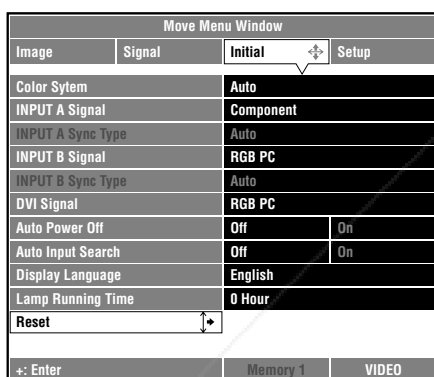 Move Menu Window
Image Signal Initial Setup
Color Sytem Auto
INPUT A Signal Component
INPUT A Sync Type Auto
INPUT B Signal RGB PC
INPUT B Sync Type Auto
DVI Signal RGB PC
Auto Power Off Off On
Auto Input Search Off On
Display Language English
Lamp Running Time 0 Hour
Reset
+: Enter Memory 1 VIDEO